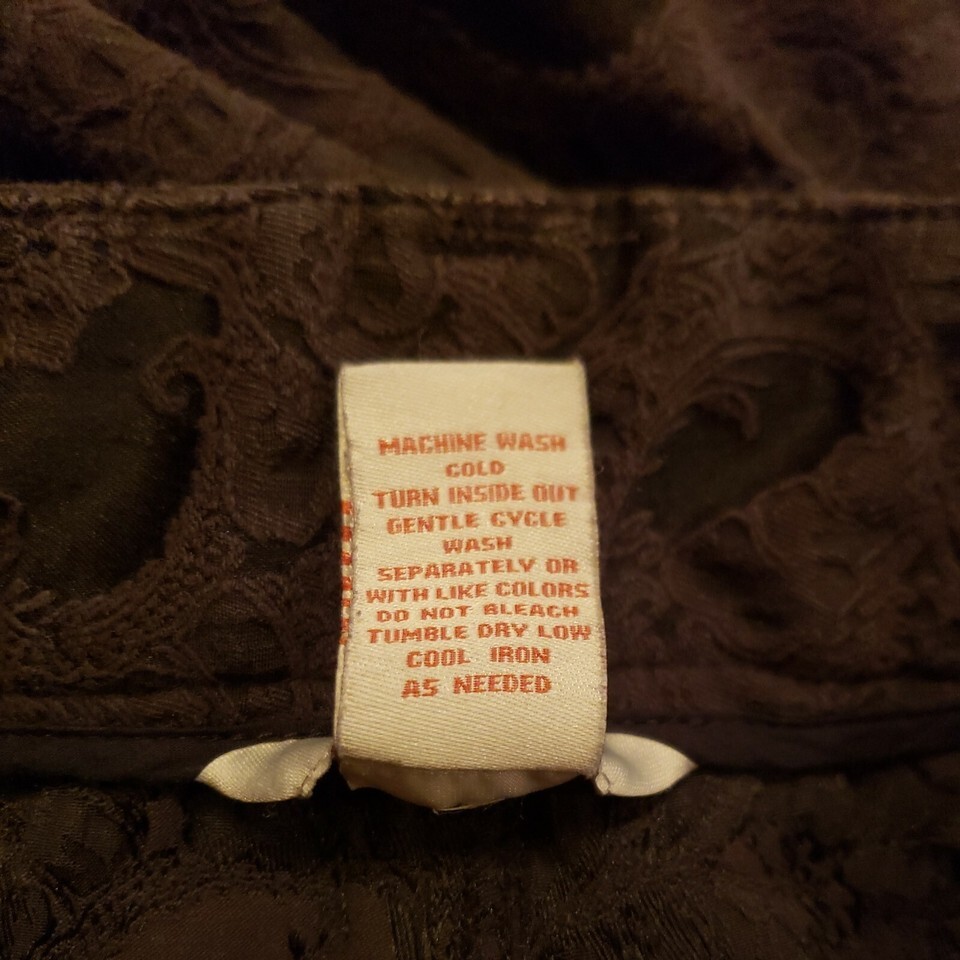 MACHINE WASH
COLD
TURN INSIDE OUT
GENTLE CYCLE
WASH
SEPARATELY OR
WITH LIKE COLORS
DO NOT BLEACH
TUMBLE DRY LOW
COOL IRON
AS NEEDED